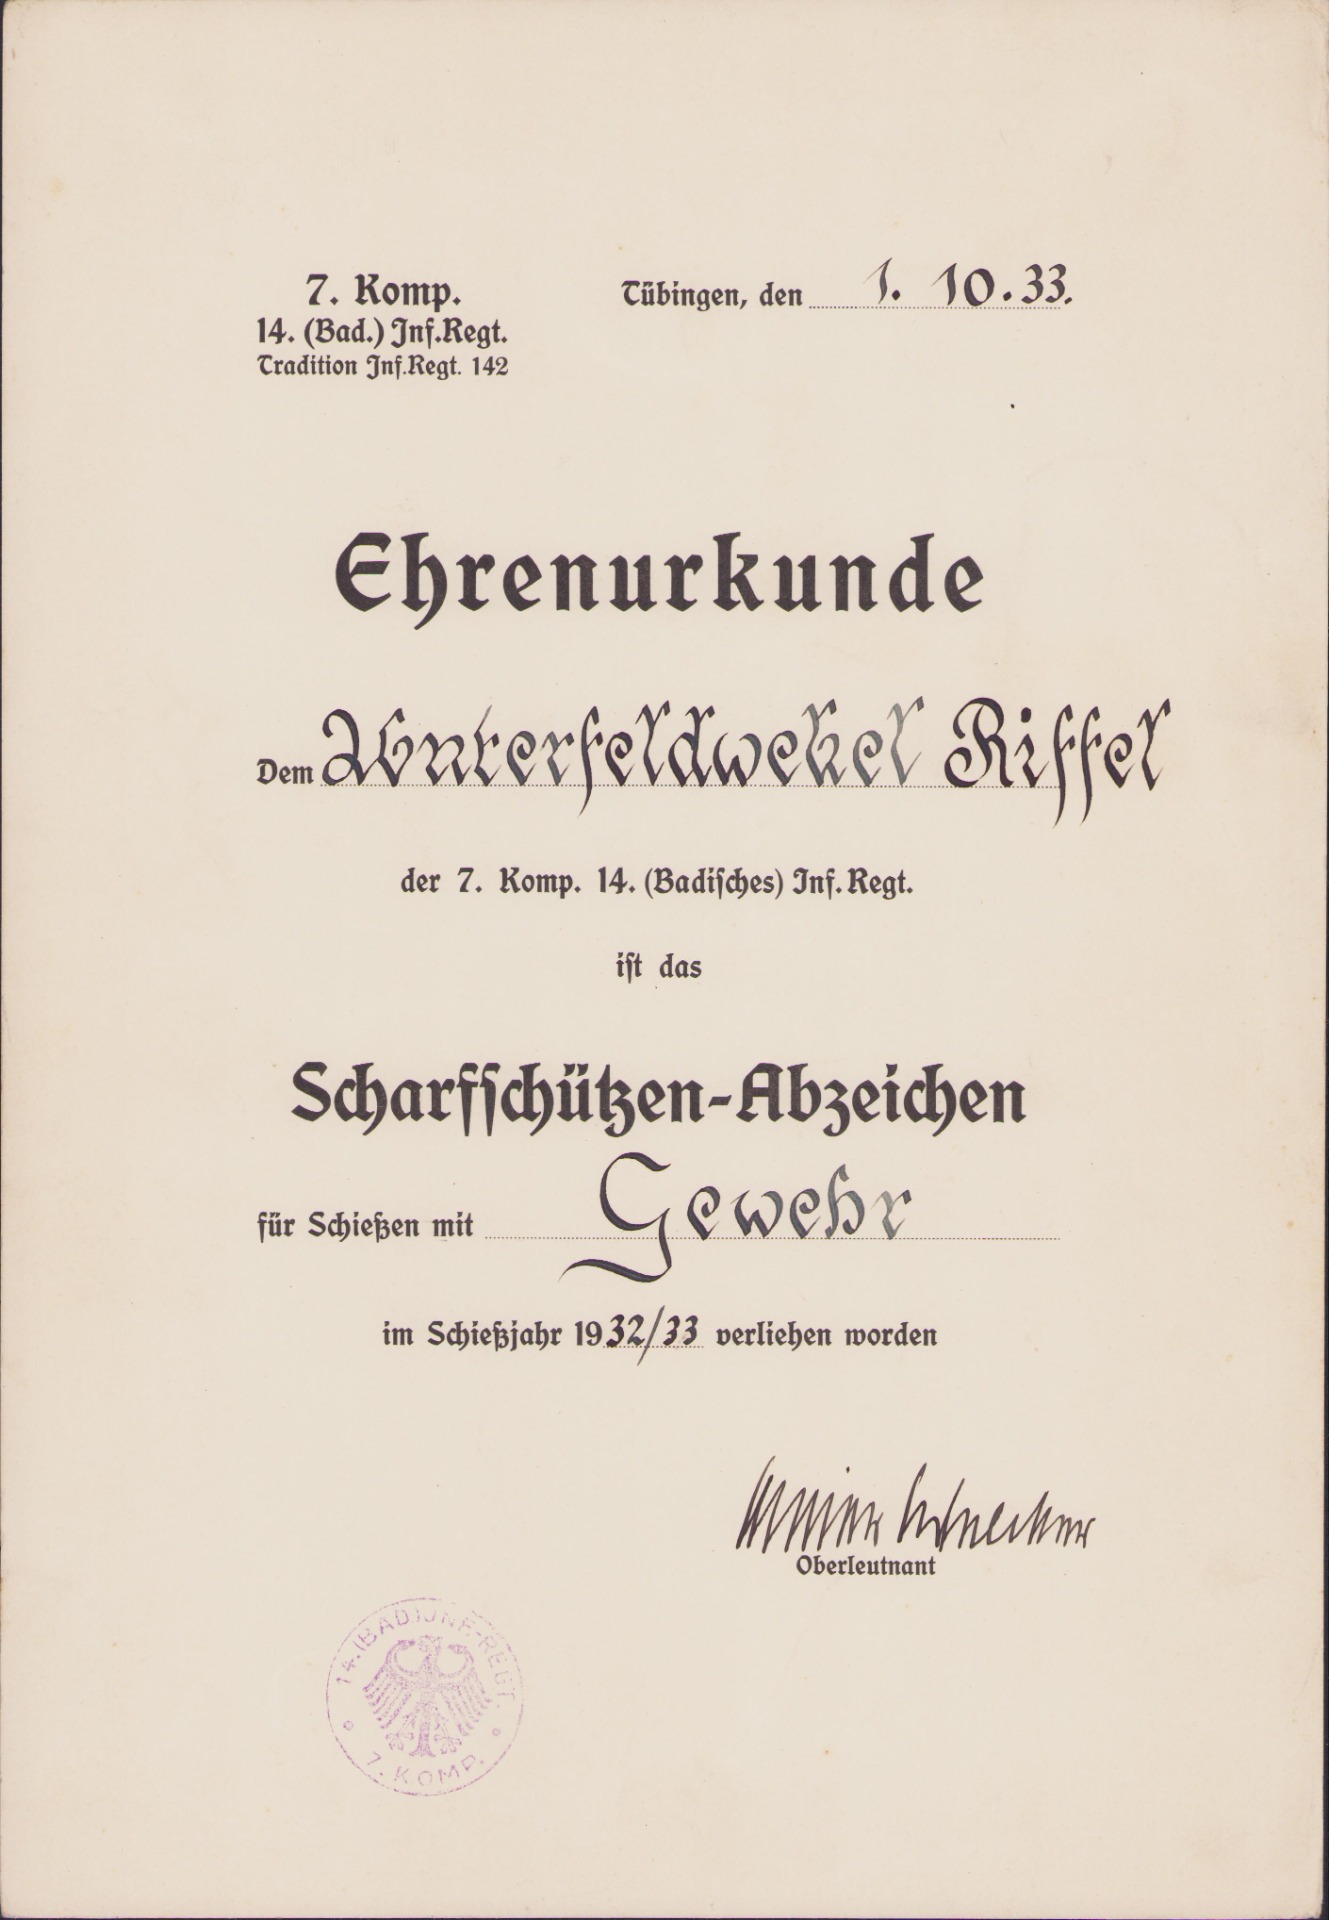 7. Komp.
14. (Bad.) Inf.Regt.
Tradition Inf.Regt. 142
Tübingen, den 1. 10. 33.
Ehrenurkunde
Dem Unterfeldwebel Riffel
der 7. Komp. 14. (Badisches) Inf. Regt.
ist das
Scharfschützen-Abzeichen
für Schießen mit Gewehr
im Schießjahr 1932/33 verliehen worden
Oberleutnant
14. (BAD) JNF.-REGT.
7. KOMP.